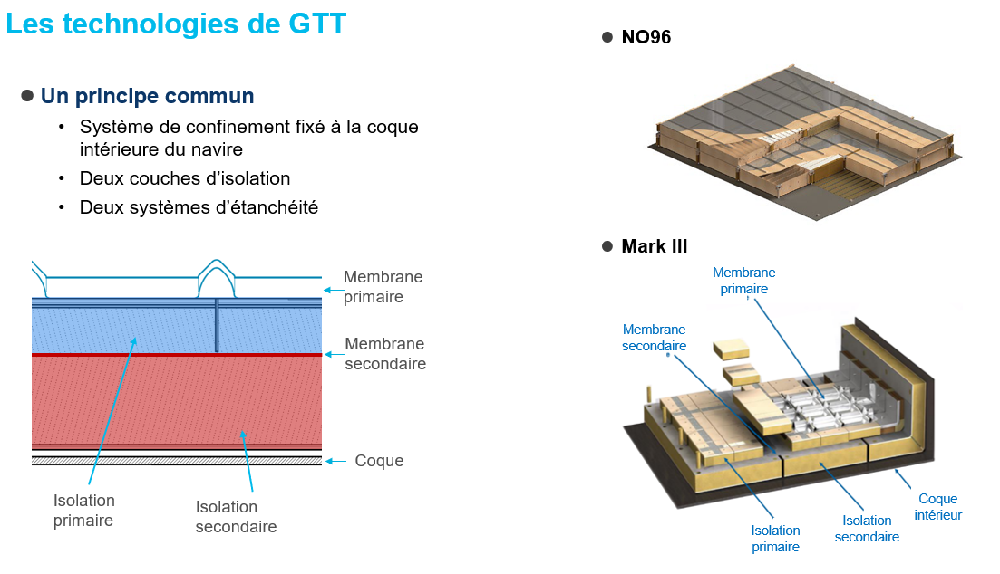 Les technologies de GTT
● Un principe commun
• Système de confinement fixé à la coque
intérieure du navire
• Deux couches d'isolation
• Deux systèmes d'étanchéité
Membrane
primaire
Membrane
secondaire
Coque
Isolation
primaire
Isolation
secondaire
● NO96
● Mark III
Membrane
primaire
Membrane
secondaire
Isolation
primaire
Isolation
secondaire
Coque
intérieur